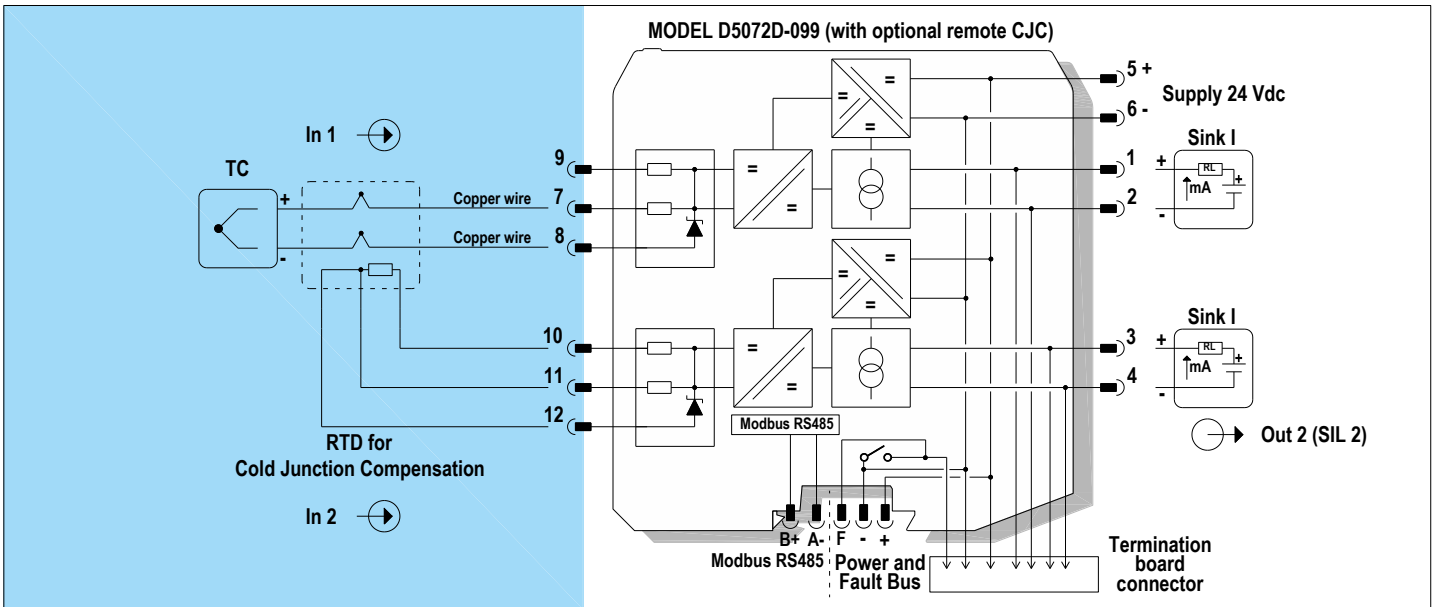 MODEL D5072D-099 (with optional remote CJC)
5 +
Supply 24 Vdc
6 -
In 1
TC
+
-
Copper wire
Copper wire
9
7
8
=
=
=
=
=
1
2
Sink I
+
-
RL
mA
+
10
11
12
RTD for
Cold Junction Compensation
In 2
=
=
=
=
=
3
4
Sink I
+
-
RL
mA
+
Out 2 (SIL 2)
Modbus RS485
B+ A- F - +
Modbus RS485
Power and
Fault Bus
Termination
board
connector